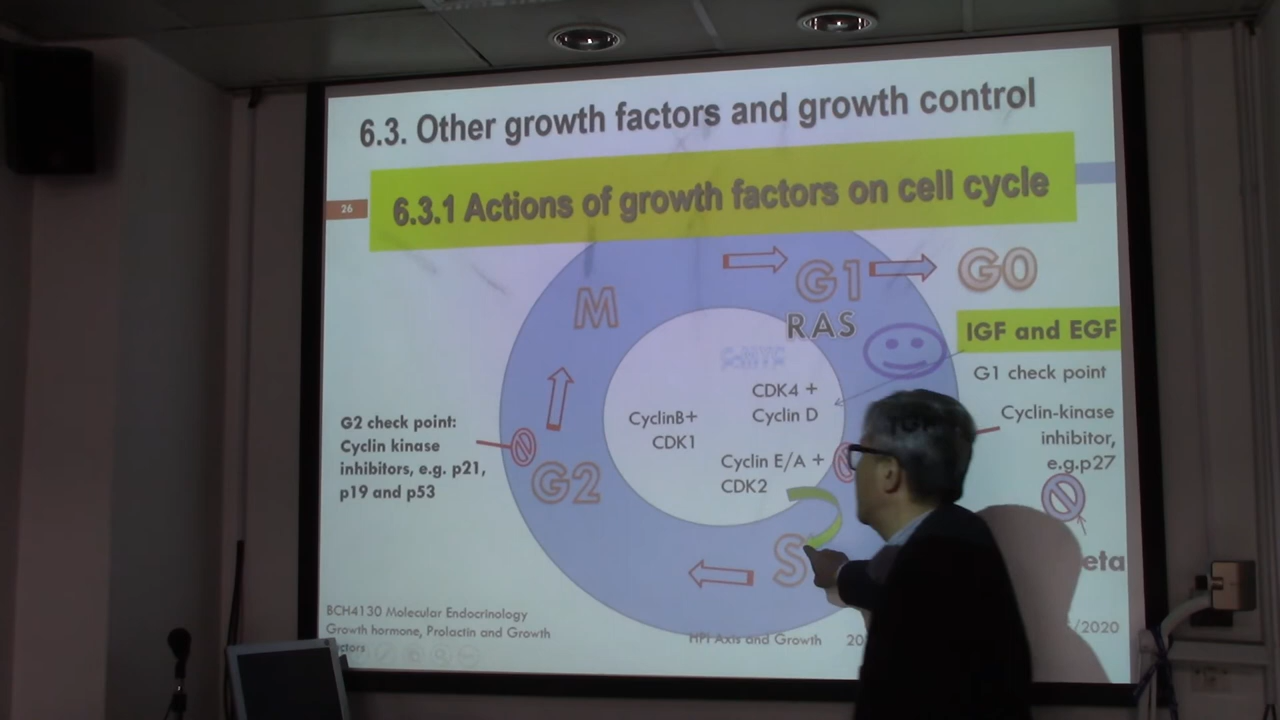 6.3. Other growth factors and growth control
26
6.3.1 Actions of growth factors on cell cycle
G1
G0
M
RAS
IGF and EGF
G1 check point
CDK4 +
Cyclin D
CyclinB+
CDK1
Cyclin-kinase
inhibitor,
e.g.p27
G2 check point:
Cyclin kinase
inhibitors, e.g. p21,
p19 and p53
Cyclin E/A +
CDK2
G2
S
eta
BCH4130 Molecular Endocrinology
Growth hormone, Prolactin and Growth
ctors
HPI Axis and Growth
/2020